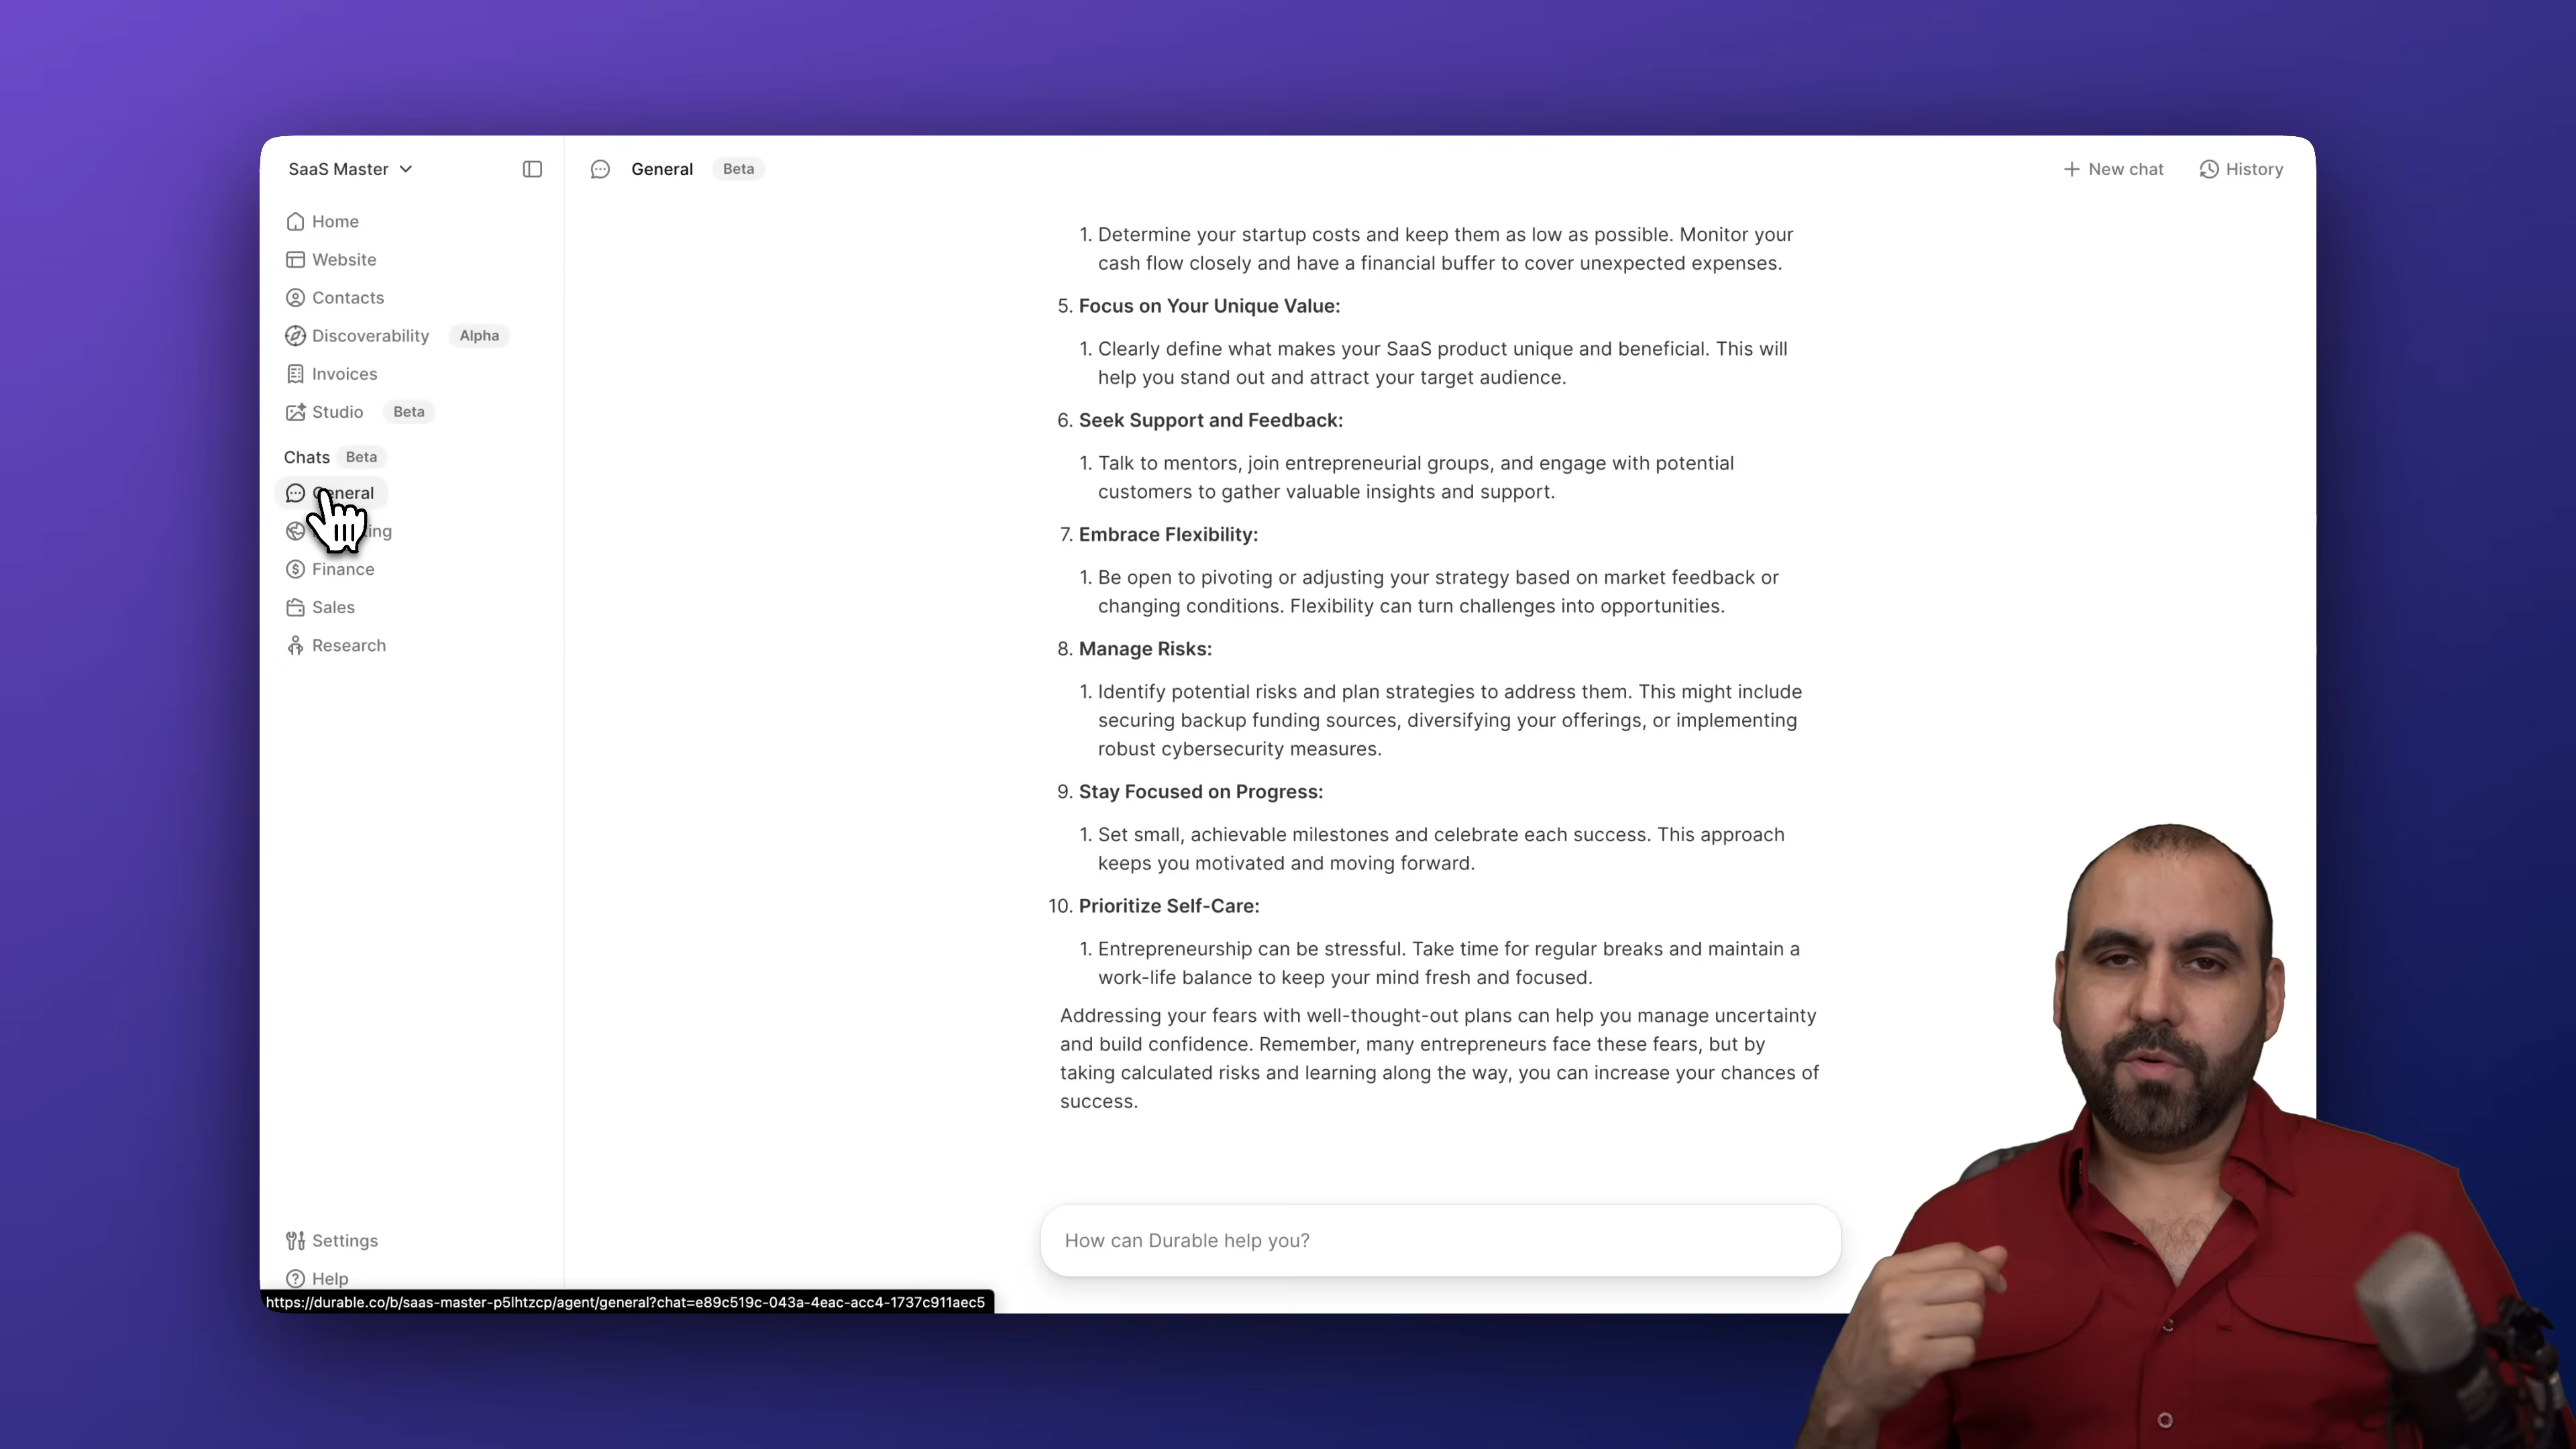 SaaS Master
Home
Website
Contacts
Discoverability Alpha
Invoices
Studio Beta
Chats Beta
General
Finance
Sales
Research
Settings
Help
https://durable.co/b/saas-master-p5lhtzcp/agent/general?chat=e89c519c-043a-4eac-acc4-1737c911aec5
General Beta
New chat
History
1. Determine your startup costs and keep them as low as possible. Monitor your
cash flow closely and have a financial buffer to cover unexpected expenses.
5. Focus on Your Unique Value:
1. Clearly define what makes your SaaS product unique and beneficial. This will
help you stand out and attract your target audience.
6. Seek Support and Feedback:
1. Talk to mentors, join entrepreneurial groups, and engage with potential
customers to gather valuable insights and support.
7. Embrace Flexibility:
1. Be open to pivoting or adjusting your strategy based on market feedback or
changing conditions. Flexibility can turn challenges into opportunities.
8. Manage Risks:
1. Identify potential risks and plan strategies to address them. This might include
securing backup funding sources, diversifying your offerings, or implementing
robust cybersecurity measures.
9. Stay Focused on Progress:
1. Set small, achievable milestones and celebrate each success. This approach
keeps you motivated and moving forward.
10. Prioritize Self-Care:
1. Entrepreneurship can be stressful. Take time for regular breaks and maintain a
work-life balance to keep your mind fresh and focused.
Addressing your fears with well-thought-out plans can help you manage uncertainty
and build confidence. Remember, many entrepreneurs face these fears, but by
taking calculated risks and learning along the way, you can increase your chances of
success.
How can Durable help you?